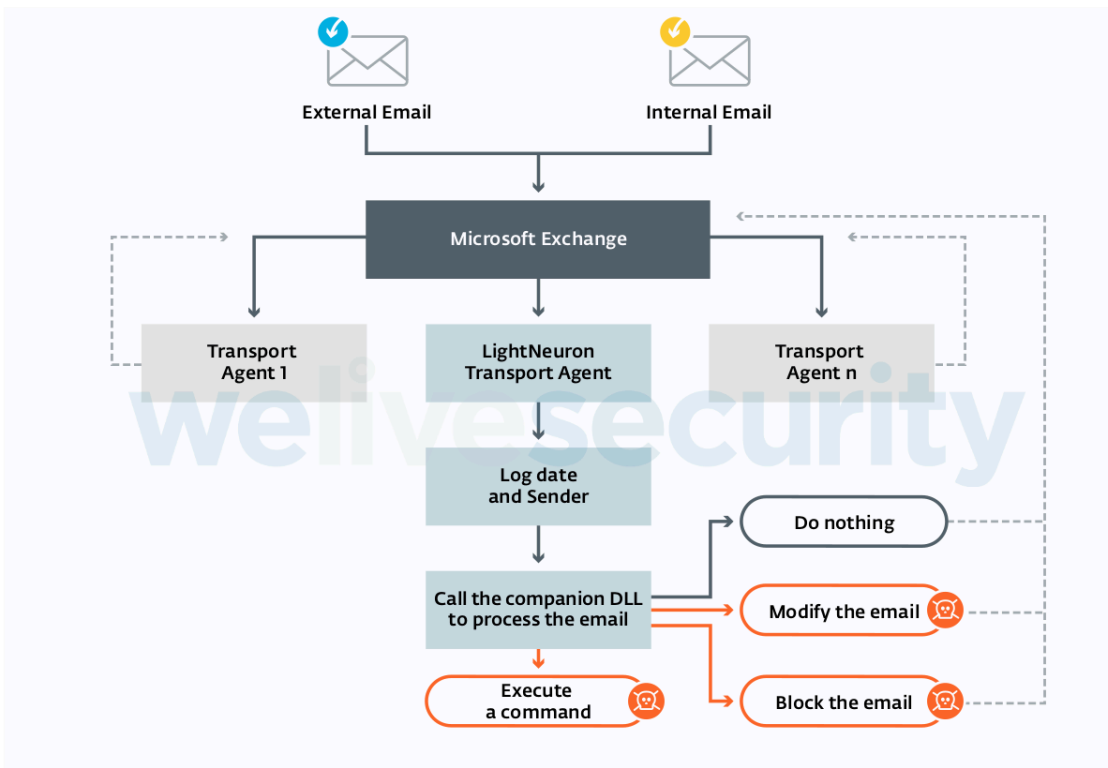 External Email
Internal Email
Microsoft Exchange
Transport
Agent 1
LightNeuron
Transport Agent
Transport
Agent n
welivesecurity
Log date
and Sender
Do nothing
Call the companion DLL
to process the email
Modify the email
Execute
a command
Block the email